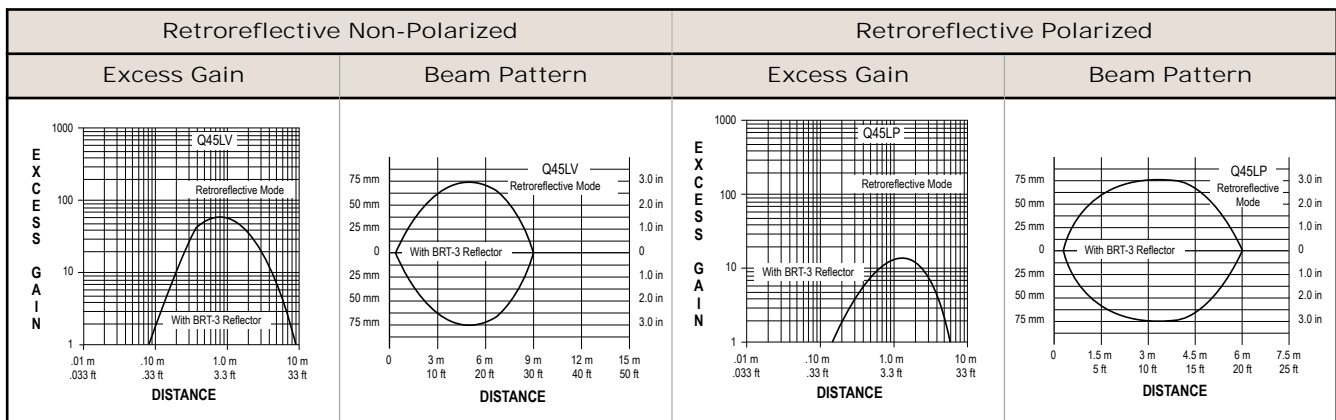 Retroreflective Non-Polarized
Retroreflective Polarized
Excess Gain
Beam Pattern
Excess Gain
Beam Pattern
1000
100
10
1
EXCESS GAIN
Q45LV
Retroreflective Mode
With BRT-3 Reflector
.01 m
.033 ft
.10 m
.33 ft
1.0 m
3.3 ft
10 m
33 ft
DISTANCE
75 mm
50 mm
25 mm
0
25 mm
50 mm
75 mm
Q45LV
Retroreflective Mode
With BRT-3 Reflector
3.0 in
2.0 in
1.0 in
0
1.0 in
2.0 in
3.0 in
0
3 m
10 ft
6 m
20 ft
9 m
30 ft
12 m
40 ft
15 m
50 ft
DISTANCE
1000
100
10
1
EXCESS GAIN
Q45LP
Retroreflective Mode
With BRT-3 Reflector
.01 m
.033 ft
.10 m
.33 ft
1.0 m
3.3 ft
10 m
33 ft
DISTANCE
75 mm
50 mm
25 mm
0
25 mm
50 mm
75 mm
Q45LP
Retroreflective
Mode
With BRT-3 Reflector
3.0 in
2.0 in
1.0 in
0
1.0 in
2.0 in
3.0 in
0
1.5 m
5 ft
3 m
10 ft
4.5 m
15 ft
6 m
20 ft
7.5 m
25 ft
DISTANCE